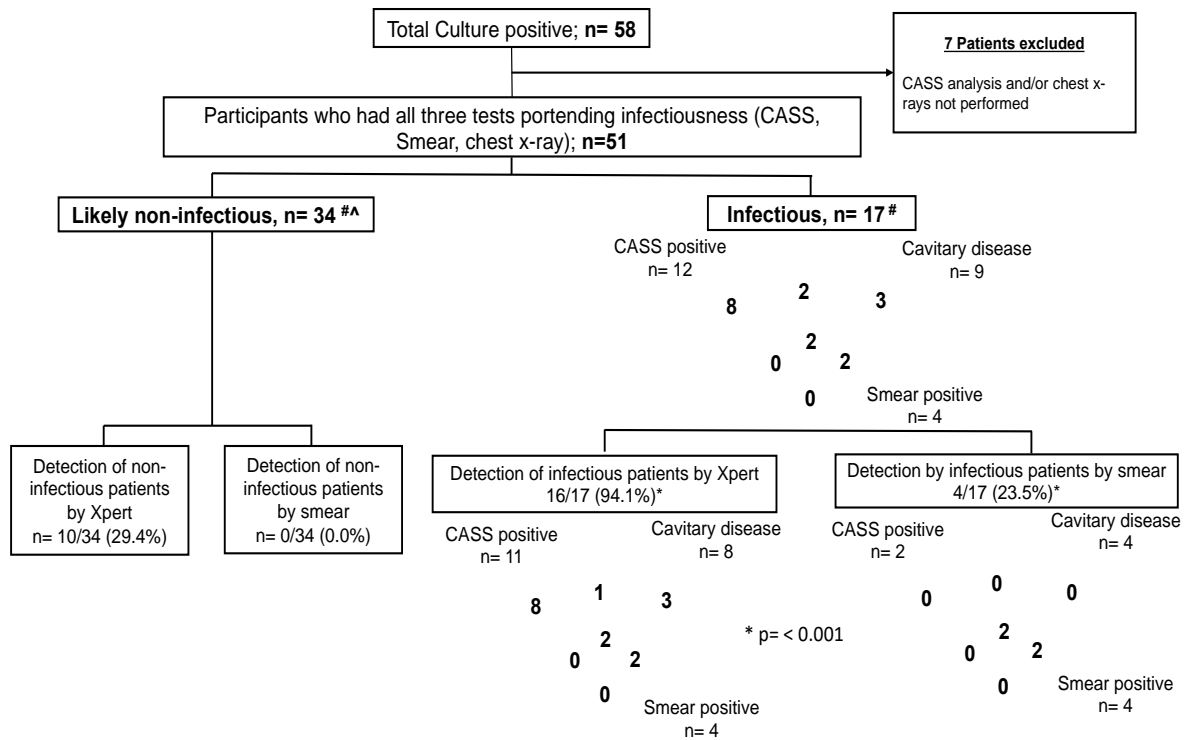 Total Culture positive; n= 58
7 Patients excluded
CASS analysis and/or chest x-
rays not performed
Participants who had all three tests portending infectiousness (CASS,
Smear, chest x-ray); n=51
Likely non-infectious, n= 34 #^
Infectious, n= 17 #
CASS positive
n= 12
Cavitary disease
n= 9
8
2
3
2
0
2
0
Smear positive
n= 4
Detection of non-
infectious patients
by Xpert
n= 10/34 (29.4%)
Detection of non-
infectious patients
by smear
n= 0/34 (0.0%)
Detection of infectious patients by Xpert
16/17 (94.1%)*
CASS positive
n= 11
Cavitary disease
n= 8
8
1
3
2
0
2
0
Smear positive
n= 4
* p= < 0.001
Detection by infectious patients by smear
4/17 (23.5%)*
CASS positive
n= 2
Cavitary disease
n= 4
0
0
0
2
0
2
0
Smear positive
n= 4